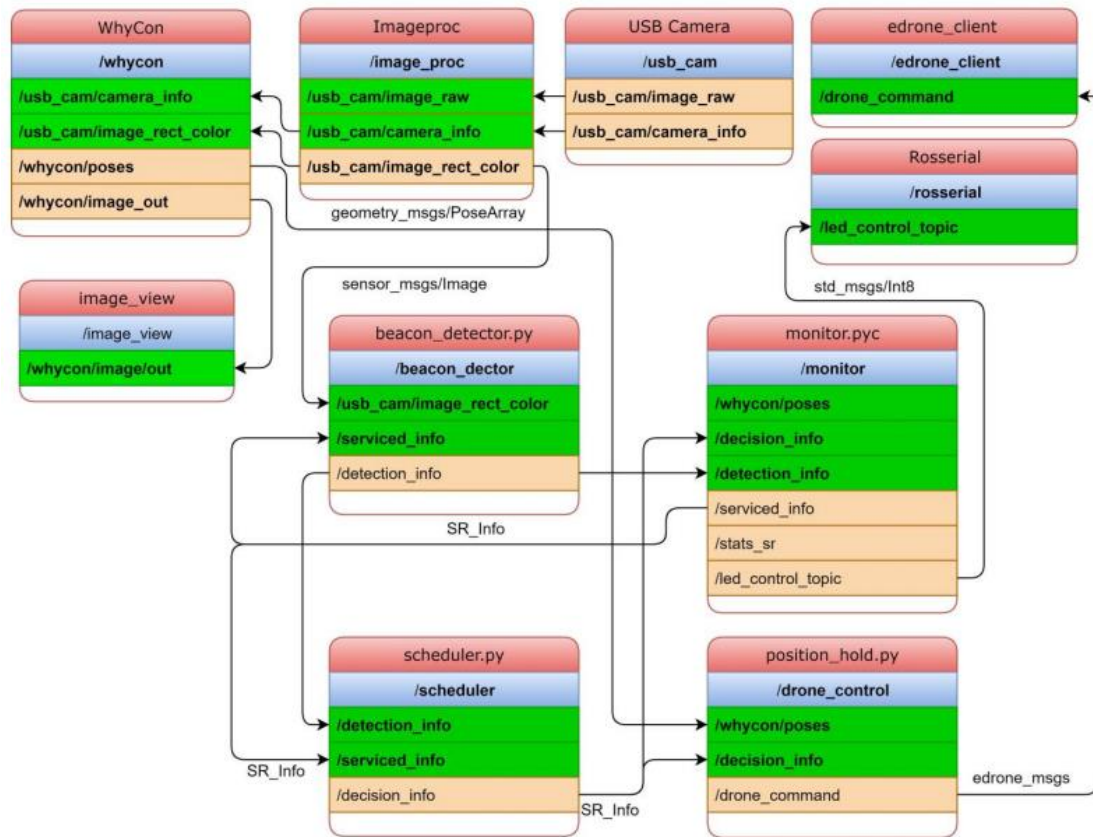 WhyCon
/whycon
/usb_cam/camera_info
/usb_cam/image_rect_color
/whycon/poses
/whycon/image_out
Imageproc
/image_proc
/usb_cam/image_raw
/usb_cam/camera_info
/usb_cam/image_rect_color
USB Camera
/usb_cam
/usb_cam/image_raw
/usb_cam/camera_info
edrone_client
/edrone_client
/drone_command
Rosserial
/rosserial
/led_control_topic
geometry_msgs/PoseArray
sensor_msgs/Image
std_msgs/Int8
image_view
/image_view
/whycon/image/out
beacon_detector.py
/beacon_dector
/usb_cam/image_rect_color
/serviced_info
/detection_info
monitor.pyc
/monitor
/whycon/poses
/decision_info
/detection_info
/serviced_info
/stats_sr
/led_control_topic
SR_Info
scheduler.py
/scheduler
/detection_info
/serviced_info
/decision_info
SR_Info
SR_Info
position_hold.py
/drone_control
/whycon/poses
/decision_info
/drone_command
edrone_msgs